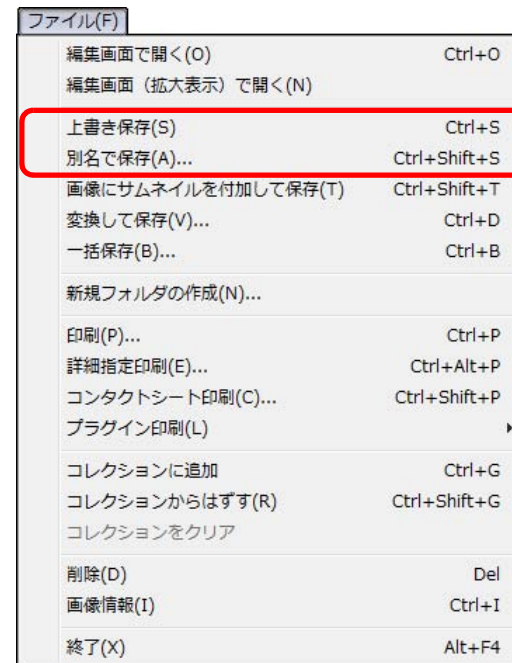 ファイル(F)
編集画面で開く(O) Ctrl+O
編集画面（拡大表示）で開く(N)
上書き保存(S) Ctrl+S
別名で保存(A)... Ctrl+Shift+S
画像にサムネイルを付加して保存(T) Ctrl+Shift+T
変換して保存(V)... Ctrl+D
一括保存(B)... Ctrl+B
新規フォルダの作成(N)...
印刷(P)... Ctrl+P
詳細指定印刷(E)... Ctrl+Alt+P
コンタクトシート印刷(C)... Ctrl+Shift+P
プラグイン印刷(L)
コレクションに追加 Ctrl+G
コレクションからはずす(R) Ctrl+Shift+G
コレクションをクリア
削除(D) Del
画像情報(I) Ctrl+I
終了(X) Alt+F4